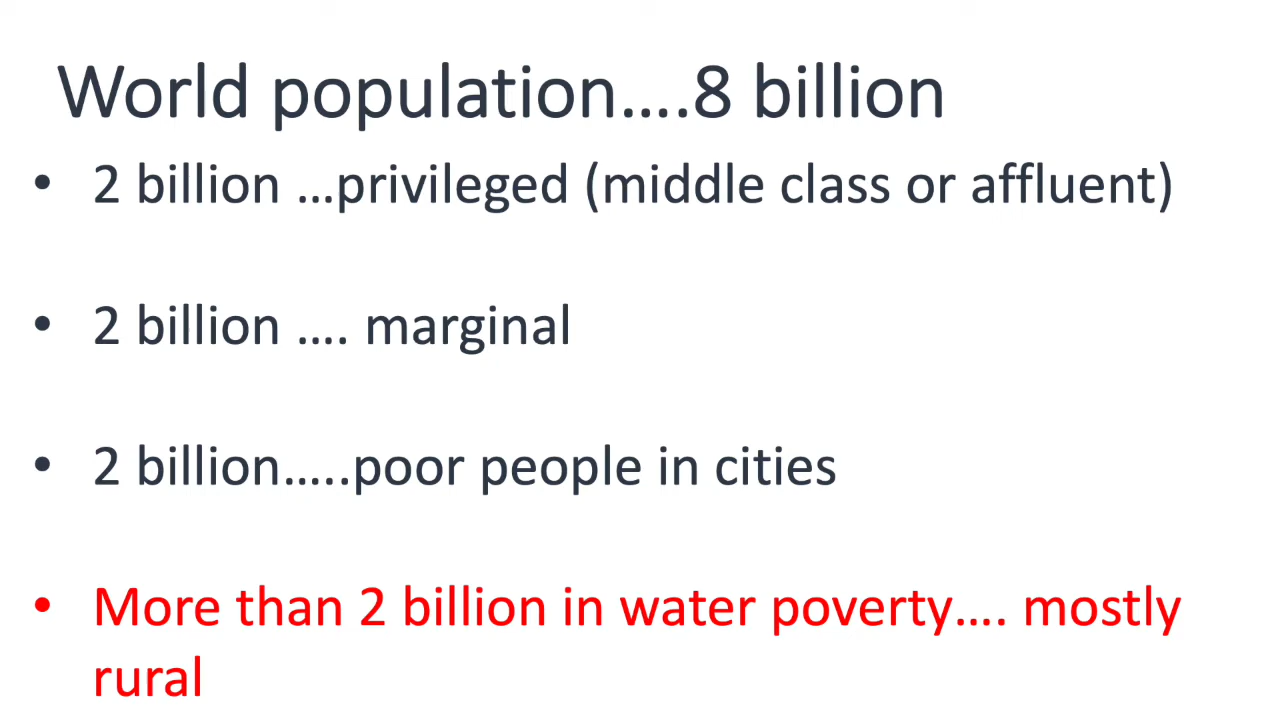 World population….8 billion
• 2 billion …privileged (middle class or affluent)
• 2 billion …. marginal
• 2 billion…..poor people in cities
• More than 2 billion in water poverty…. mostly
rural